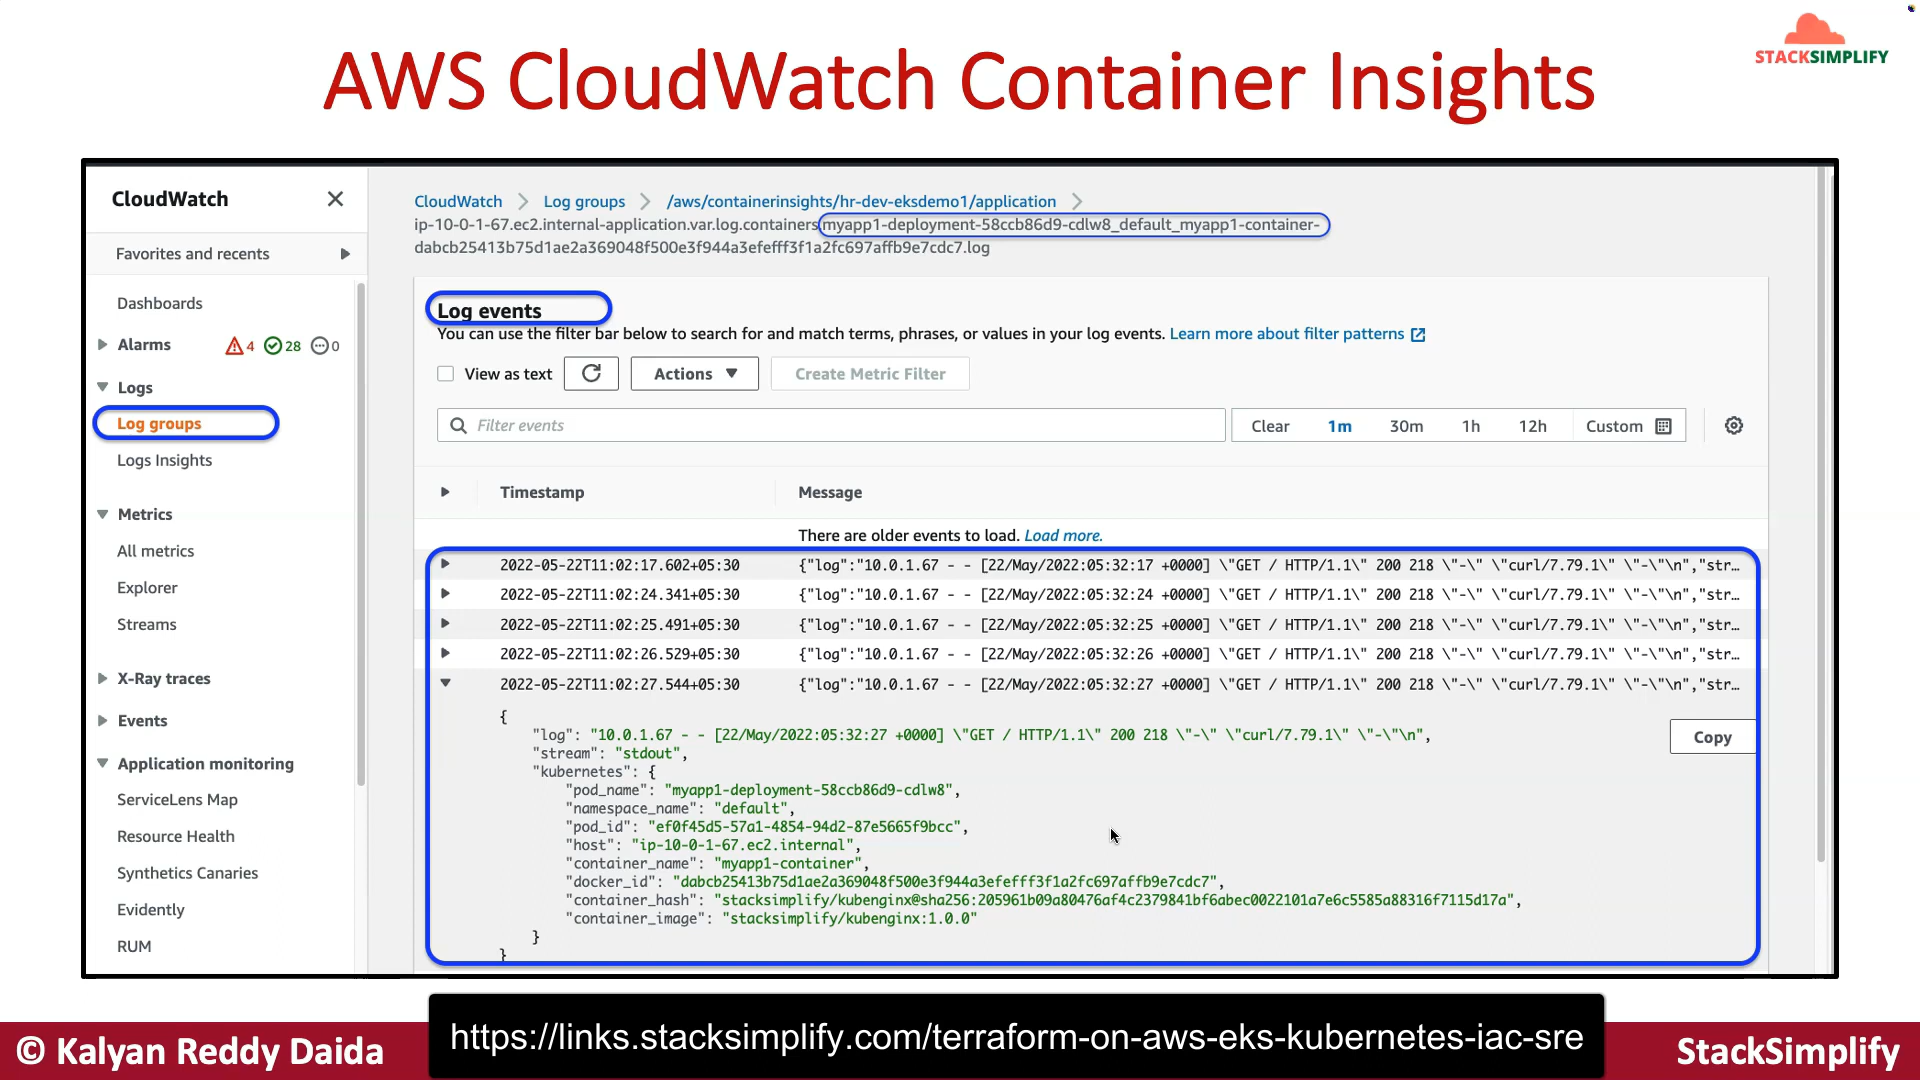 AWS CloudWatch Container Insights
STACKSIMPLIFY
CloudWatch
Favorites and recents
Dashboards
Alarms 4 28 0
Logs
Log groups
Logs Insights
Metrics
All metrics
Explorer
Streams
X-Ray traces
Events
Application monitoring
ServiceLens Map
Resource Health
Synthetics Canaries
Evidently
RUM
CloudWatch Log groups /aws/containerinsights/hr-dev-eksdemo1/application
ip-10-0-1-67.ec2.internal-application.var.log.containers.myapp1-deployment-58ccb86d9-cdlw8_default_myapp1-container-
dabcb25413b75d1ae2a369048f500e3f944a3efefff3f1a2fc697affb9e7cdc7.log
Log events
You can use the filter bar below to search for and match terms, phrases, or values in your log events. Learn more about filter patterns
View as text Actions Create Metric Filter
Filter events Clear 1m 30m 1h 12h Custom
Timestamp Message
There are older events to load. Load more.
2022-05-22T11:02:17.602+05:30 {"log":"10.0.1.67 - - [22/May/2022:05:32:17 +0000] \"GET / HTTP/1.1\" 200 218 \"-\" \"curl/7.79.1\" \"-\"\n","str…
2022-05-22T11:02:24.341+05:30 {"log":"10.0.1.67 - - [22/May/2022:05:32:24 +0000] \"GET / HTTP/1.1\" 200 218 \"-\" \"curl/7.79.1\" \"-\"\n","str…
2022-05-22T11:02:25.491+05:30 {"log":"10.0.1.67 - - [22/May/2022:05:32:25 +0000] \"GET / HTTP/1.1\" 200 218 \"-\" \"curl/7.79.1\" \"-\"\n","str…
2022-05-22T11:02:26.529+05:30 {"log":"10.0.1.67 - - [22/May/2022:05:32:26 +0000] \"GET / HTTP/1.1\" 200 218 \"-\" \"curl/7.79.1\" \"-\"\n","str…
2022-05-22T11:02:27.544+05:30 {"log":"10.0.1.67 - - [22/May/2022:05:32:27 +0000] \"GET / HTTP/1.1\" 200 218 \"-\" \"curl/7.79.1\" \"-\"\n","str…
{
"log": "10.0.1.67 - - [22/May/2022:05:32:27 +0000] \"GET / HTTP/1.1\" 200 218 \"-\" \"curl/7.79.1\" \"-\"\n",
Copy
"stream": "stdout",
"kubernetes": {
"pod_name": "myapp1-deployment-58ccb86d9-cdlw8",
"namespace_name": "default",
"pod_id": "ef0f45d5-57a1-4854-94d2-87e5665f9bcc",
"host": "ip-10-0-1-67.ec2.internal",
"container_name": "myapp1-container",
"docker_id": "dabcb25413b75d1ae2a369048f500e3f944a3efefff3f1a2fc697affb9e7cdc7",
"container_hash": "stacksimplify/kubenginx@sha256:205961b09a80476af4c2379841bf6abec0022101a7e6c5585a88316f7115d17a",
"container_image": "stacksimplify/kubenginx:1.0.0"
}
}
© Kalyan Reddy Daida
https://links.stacksimplify.com/terraform-on-aws-eks-kubernetes-iac-sre
StackSimplify